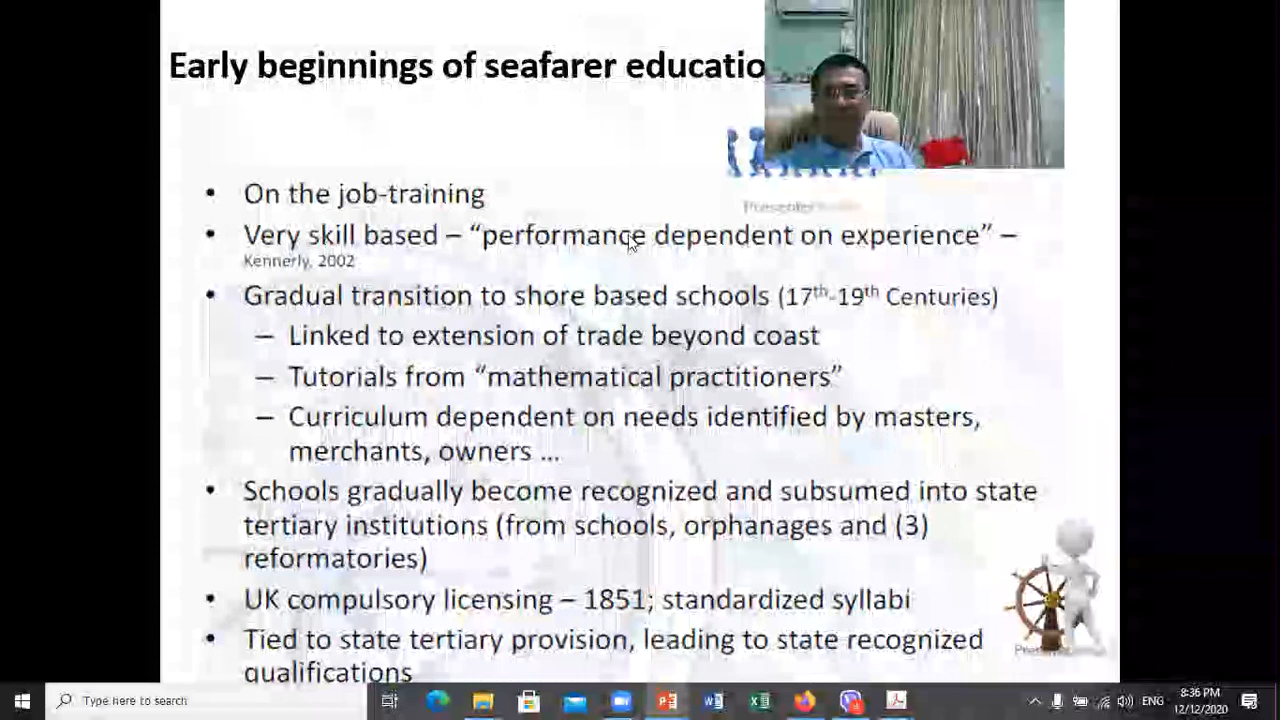 Early beginnings of seafarer educatio
Presenter
• On the job-training
• Very skill based – “performance dependent on experience” –
Kennerly, 2002
• Gradual transition to shore based schools (17th-19th Centuries)
– Linked to extension of trade beyond coast
– Tutorials from “mathematical practitioners”
– Curriculum dependent on needs identified by masters,
merchants, owners ...
• Schools gradually become recognized and subsumed into state
tertiary institutions (from schools, orphanages and (3)
reformatories)
• UK compulsory licensing – 1851; standardized syllabi
• Tied to state tertiary provision, leading to state recognized
qualifications
Type here to search
ENG
8:36 PM
12/12/2020